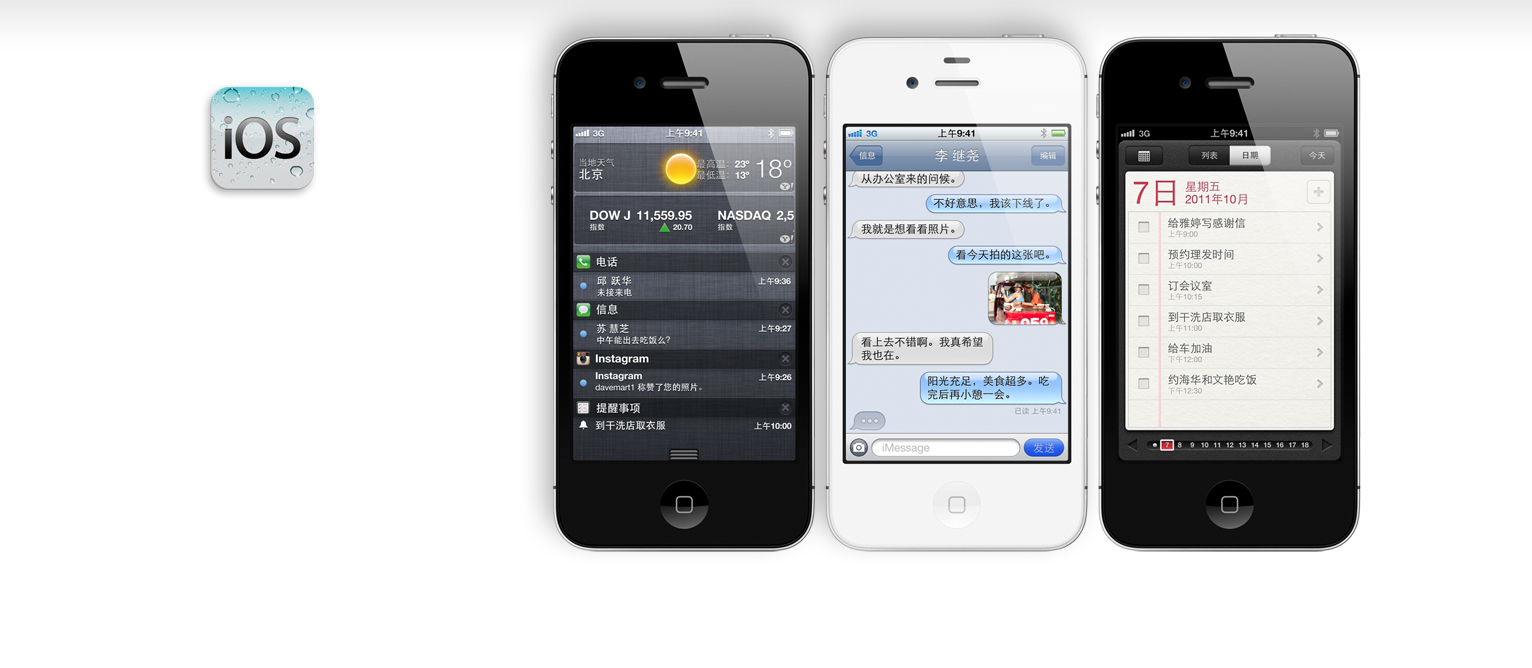 iOS
3G 上午9:41
当地天气
北京
最高温: 23°
最低温: 13°
18°
Y!
DOW J 11,559.95
指数 20.70
NASDAQ 2,5
指数
Y!
电话
邱 跃华 上午9:36
未接来电
信息
苏 慧芝 上午9:27
中午能出去吃饭么?
Instagram
Instagram 上午9:26
davemart1 称赞了您的照片。
提醒事项
到干洗店取衣服 上午10:00
3G 上午9:41
信息 李 继尧 编辑
从办公室来的问候。
不好意思，我该下线了。
我就是想看看照片。
看今天拍的这张吧。
看上去不错啊。我真希望
我也在。
阳光充足，美食超多。吃
完后再小憩一会。
已读 上午9:41
iMessage 发送
3G 上午9:41
列表 日期 今天
7日 星期五
2011年10月
给雅婷写感谢信
上午9:00
预约理发时间
上午10:00
订会议室
上午10:15
到干洗店取衣服
上午11:00
给车加油
下午12:00
约海华和文艳吃饭
下午12:30
7 8 9 10 11 12 13 14 15 16 17 18